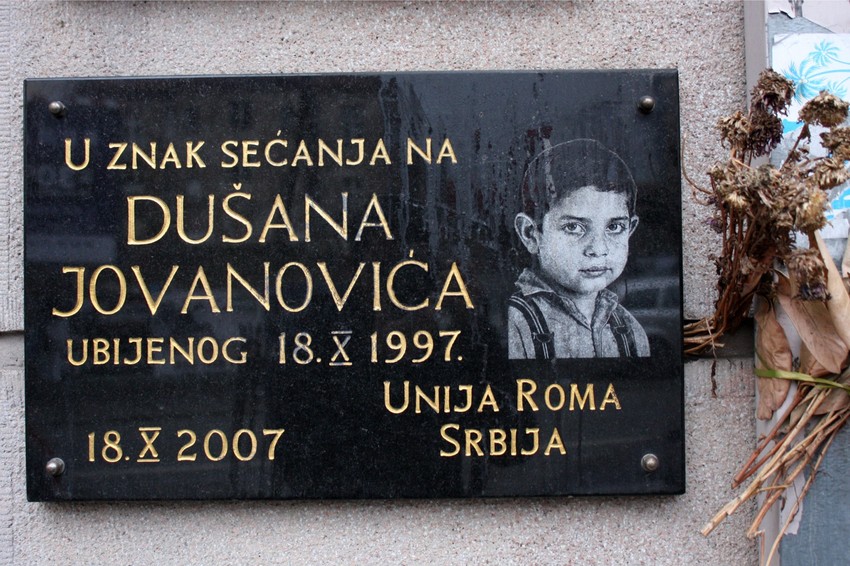 U ZNAK SEĆANJA NA
DUŠANA
JOVANOVIĆA
UBIJENOG 18. X 1997.
UNIJA ROMA
SRBIJA
18. X 2007